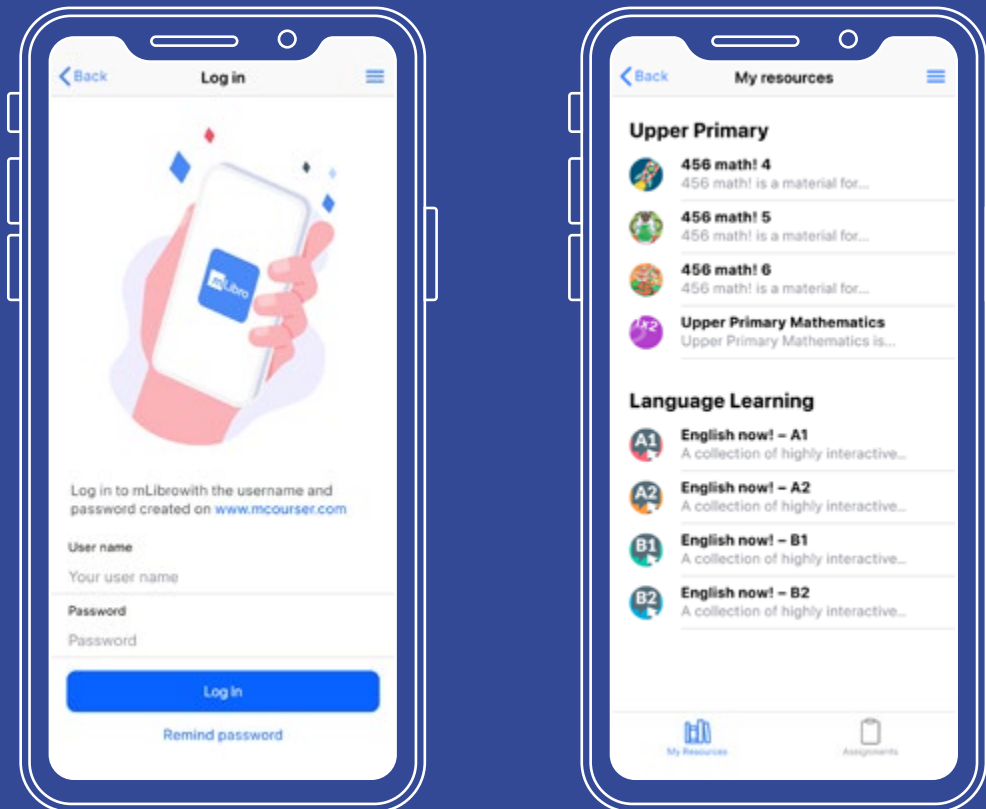 Back
Log in
mLibro
Log in to mLibrowith the username and
password created on www.mcourser.com
User name
Your user name
Password
Password
Log In
Remind password
Back
My resources
Upper Primary
456 math! 4
456 math! is a material for...
456 math! 5
456 math! is a material for...
456 math! 6
456 math! is a material for...
1x2
Upper Primary Mathematics
Upper Primary Mathematics is...
Language Learning
A1
English now! – A1
A collection of highly interactive...
A2
English now! – A2
A collection of highly interactive...
B1
English now! – B1
A collection of highly interactive...
B2
English now! – B2
A collection of highly interactive...
My Resources
Assignments